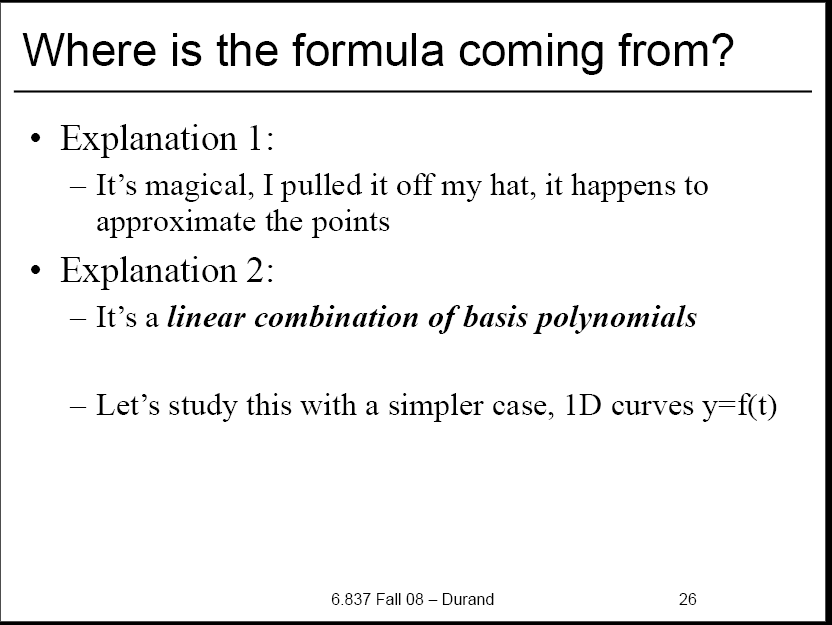 Where is the formula coming from?
• Explanation 1:
– It’s magical, I pulled it off my hat, it happens to
approximate the points
• Explanation 2:
– It’s a linear combination of basis polynomials
– Let’s study this with a simpler case, 1D curves y=f(t)
6.837 Fall 08 – Durand
26